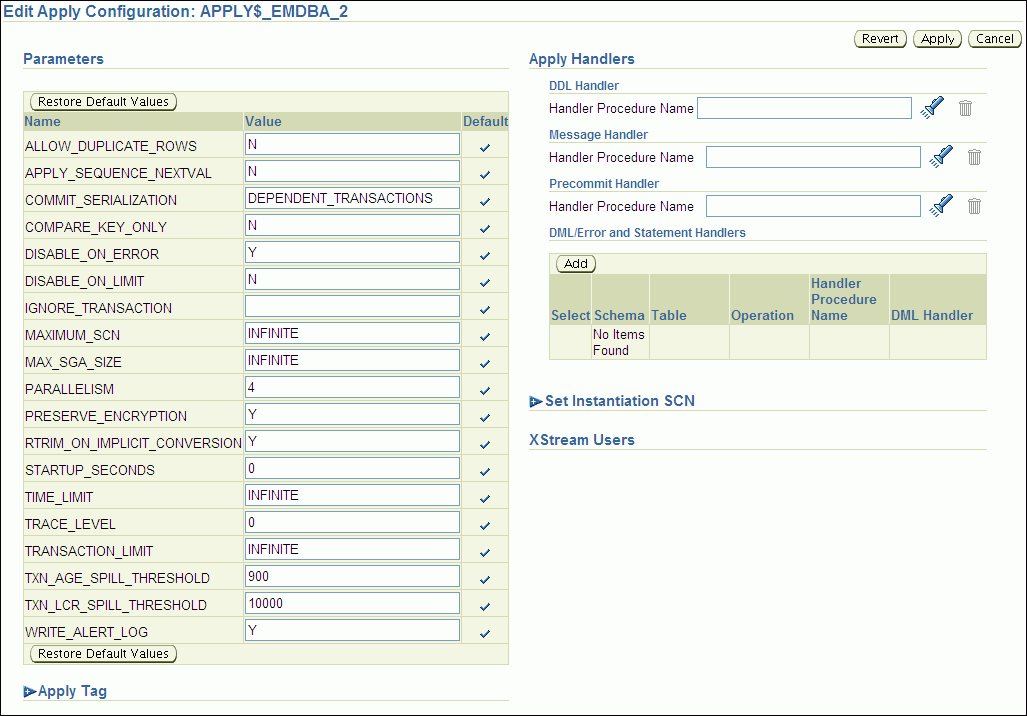 Edit Apply Configuration: APPLY$_EMDBA_2
Revert Apply Cancel
Parameters
Restore Default Values
Name Value Default
ALLOW_DUPLICATE_ROWS N
APPLY_SEQUENCE_NEXTVAL N
COMMIT_SERIALIZATION DEPENDENT_TRANSACTIONS
COMPARE_KEY_ONLY N
DISABLE_ON_ERROR Y
DISABLE_ON_LIMIT N
IGNORE_TRANSACTION
MAXIMUM_SCN INFINITE
MAX_SGA_SIZE INFINITE
PARALLELISM 4
PRESERVE_ENCRYPTION Y
RTRIM_ON_IMPLICIT_CONVERSION Y
STARTUP_SECONDS 0
TIME_LIMIT INFINITE
TRACE_LEVEL 0
TRANSACTION_LIMIT INFINITE
TXN_AGE_SPILL_THRESHOLD 900
TXN_LCR_SPILL_THRESHOLD 10000
WRITE_ALERT_LOG Y
Restore Default Values
Apply Tag
Apply Handlers
DDL Handler
Handler Procedure Name
Message Handler
Handler Procedure Name
Precommit Handler
Handler Procedure Name
DML/Error and Statement Handlers
Add
Handler
Procedure
Select Schema Table Operation Name DML Handler
No Items
Found
Set Instantiation SCN
XStream Users